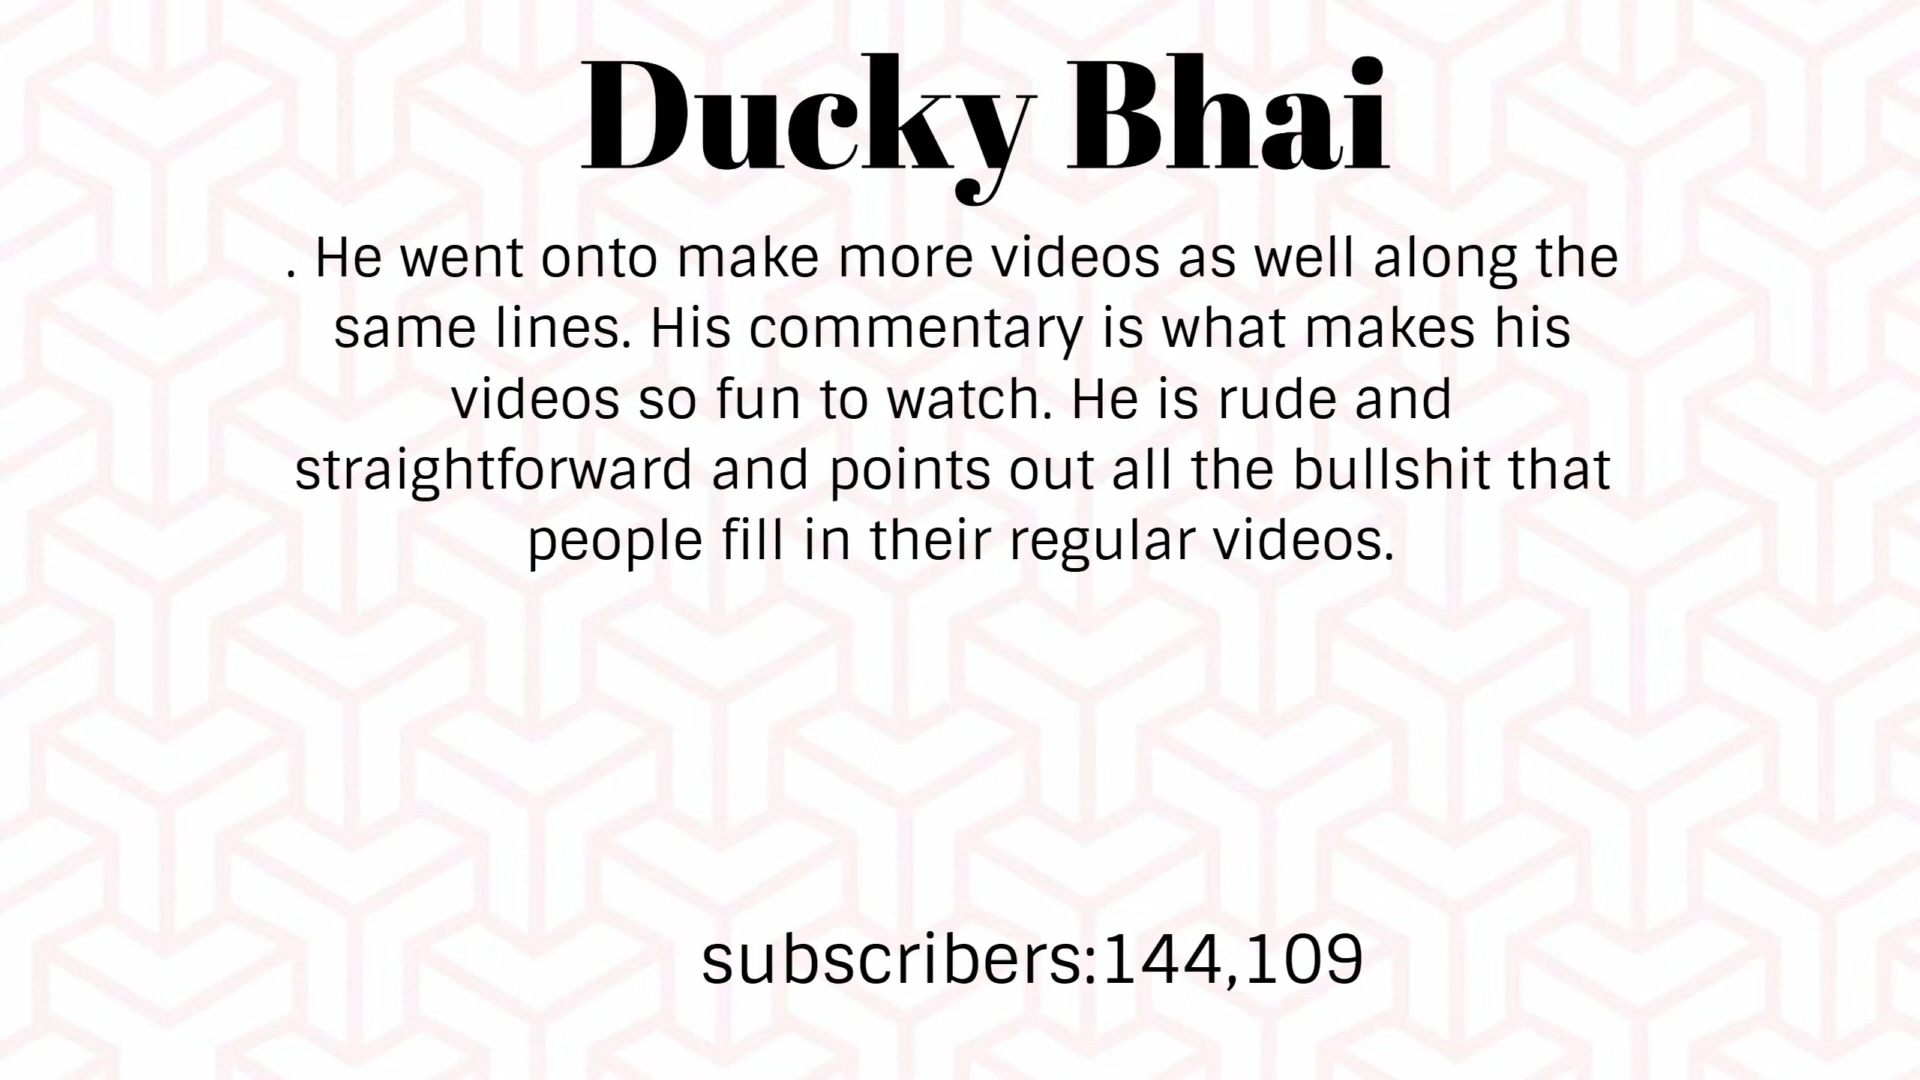 Ducky Bhai
. He went onto make more videos as well along the
same lines. His commentary is what makes his
videos so fun to watch. He is rude and
straightforward and points out all the bullshit that
people fill in their regular videos.
subscribers:144,109